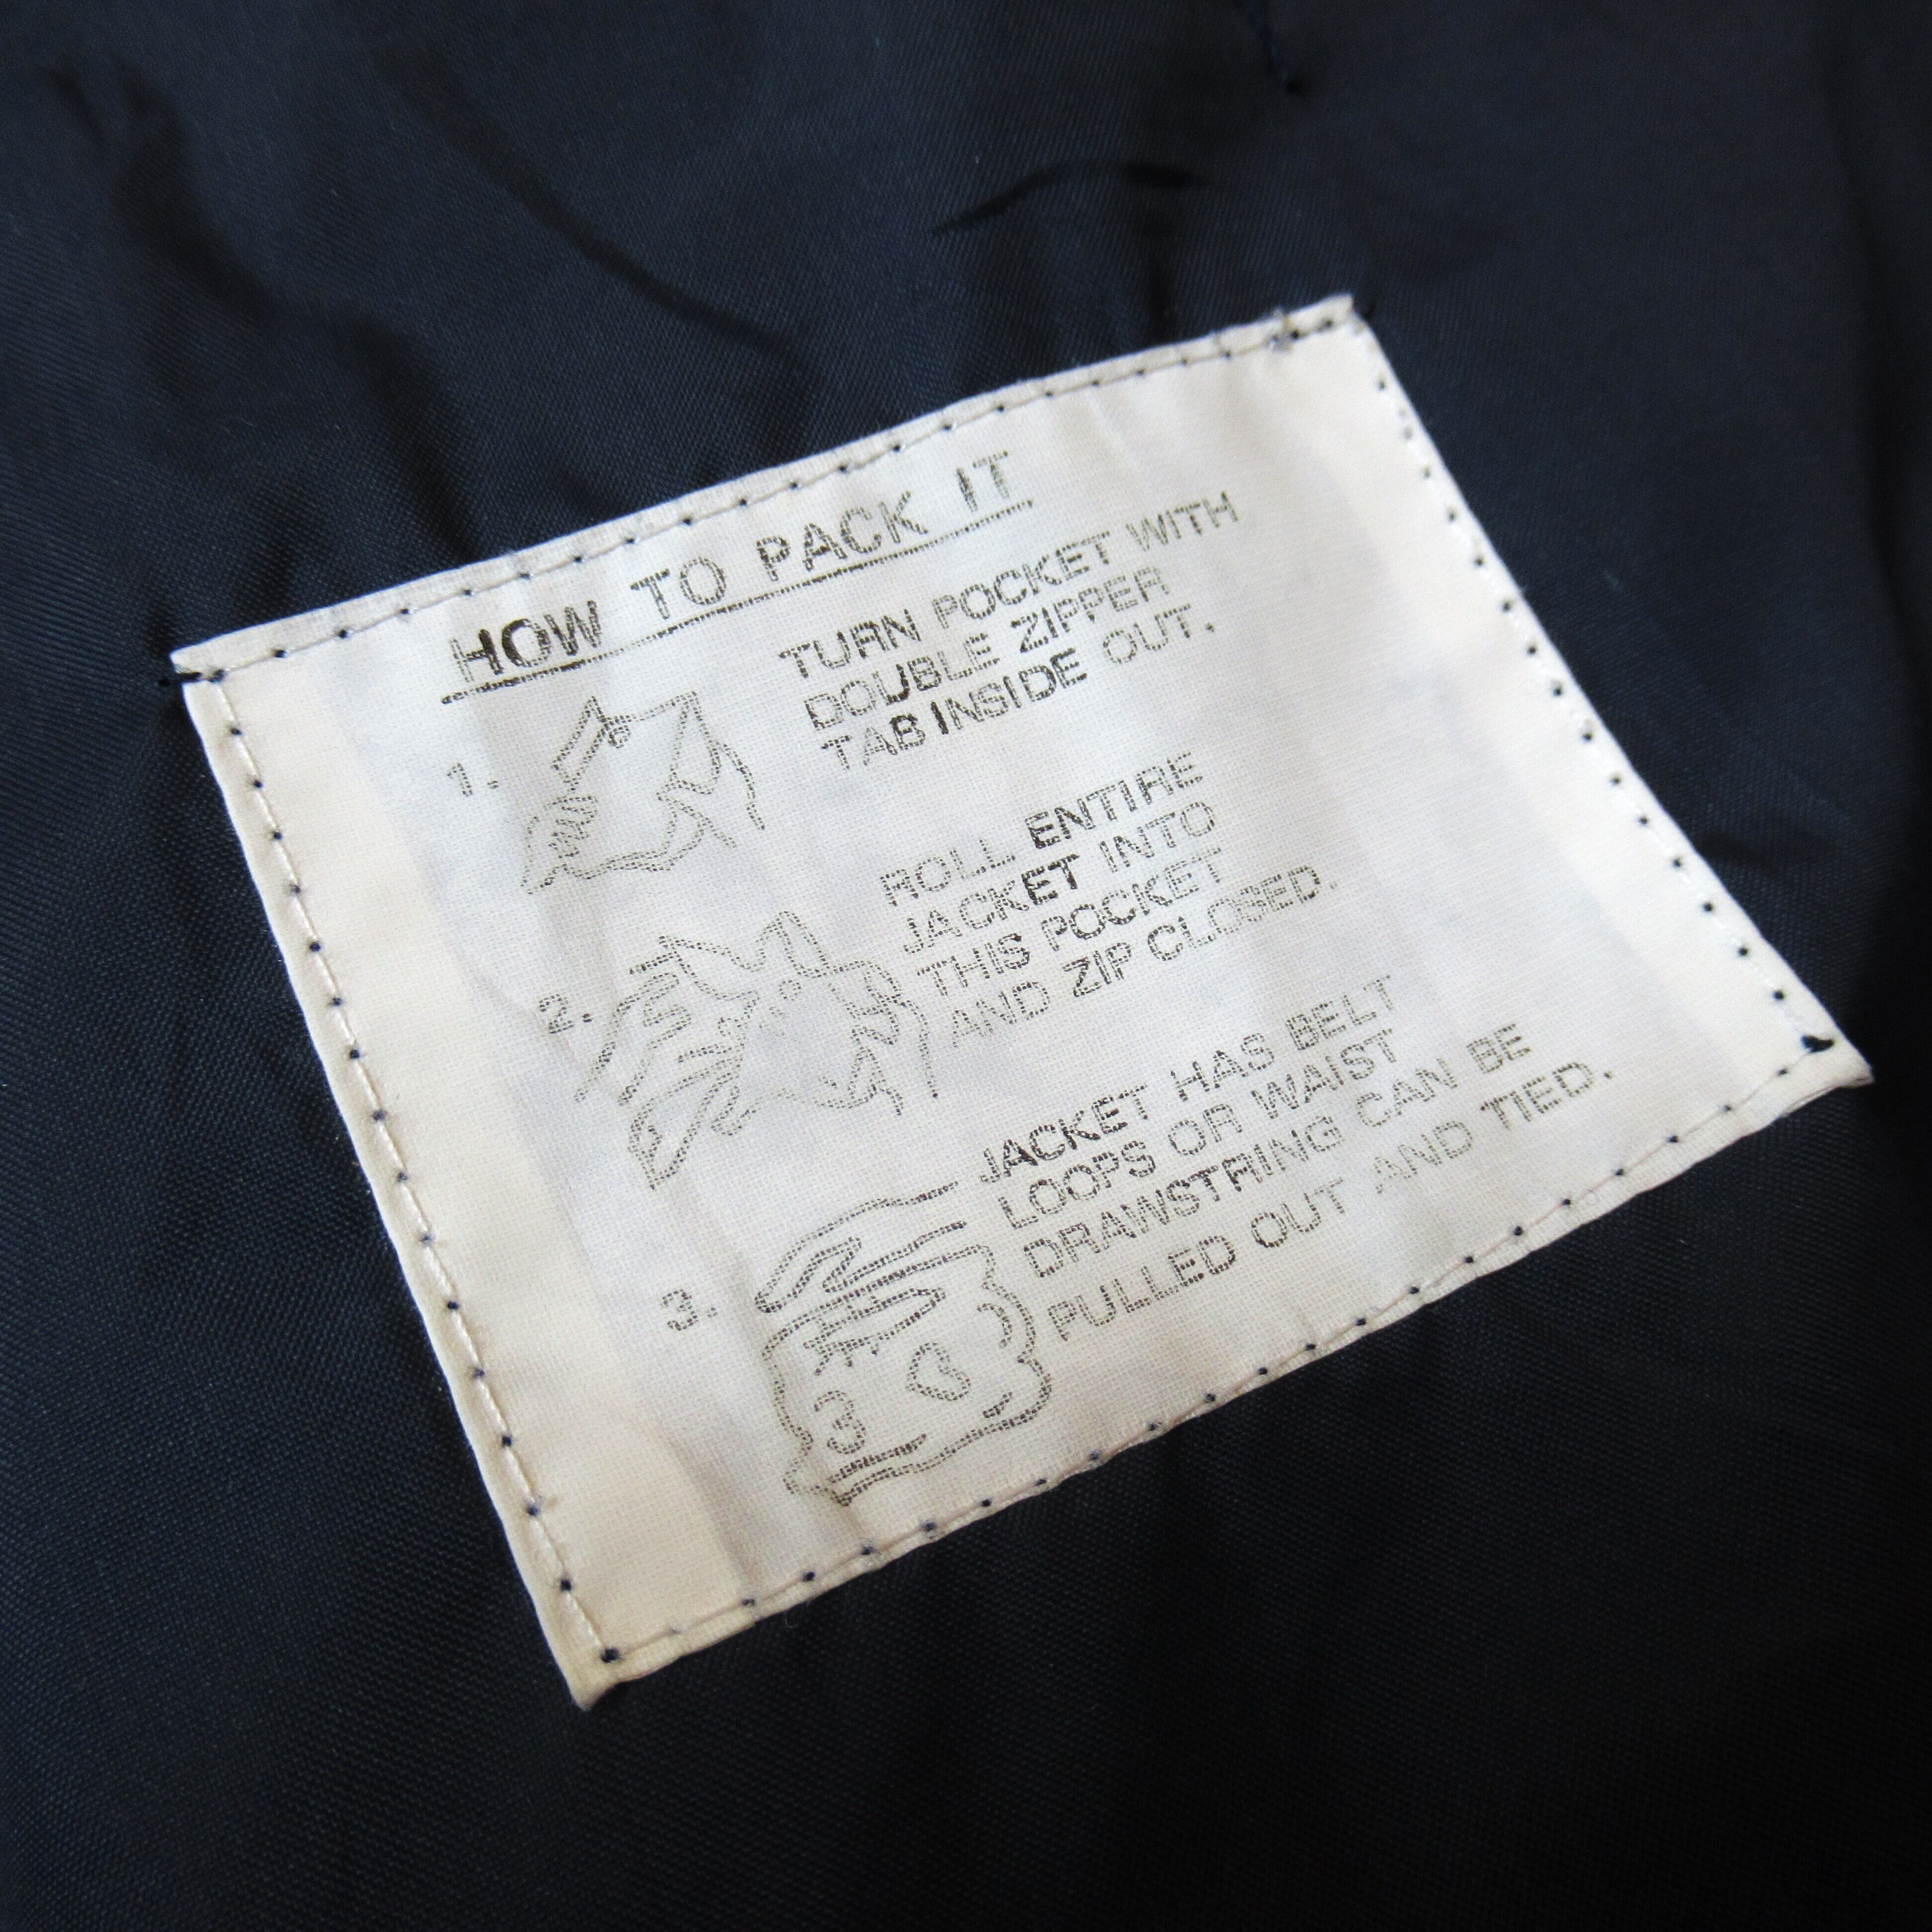 HOW TO PACK IT
1.
TURN POCKET WITH
DOUBLE ZIPPER
TAB INSIDE OUT.
2.
ROLL ENTIRE
JACKET INTO
THIS POCKET
AND ZIP CLOSED.
3.
JACKET HAS BELT
LOOPS OR WAIST
DRAWSTRING CAN BE
PULLED OUT AND TIED.